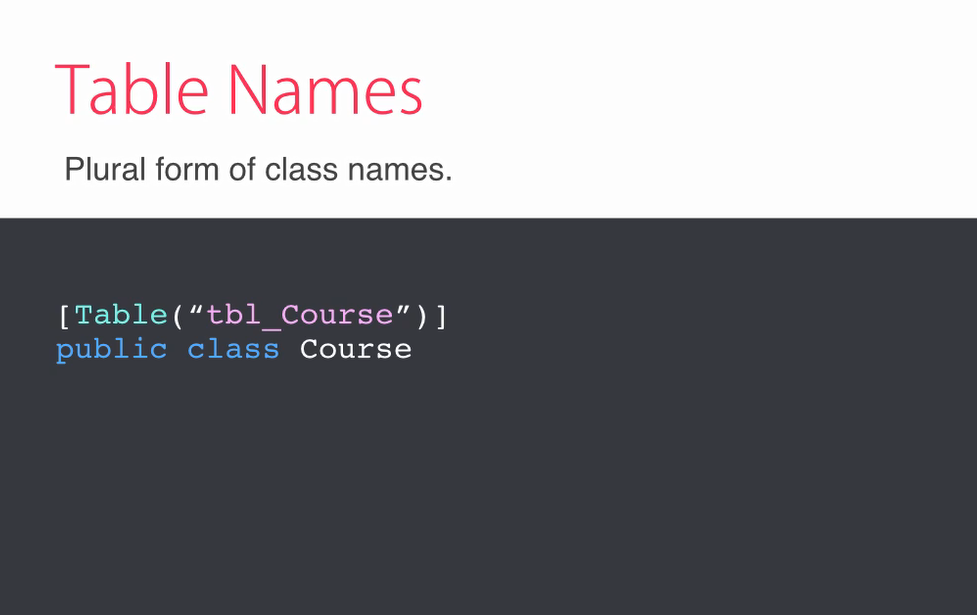 Table Names
Plural form of class names.
[Table(“tbl_Course”)]
public class Course